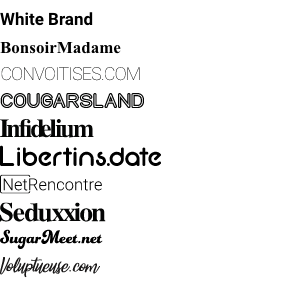 White Brand
BonsoirMadame
CONVOITISES.COM
COUGARSLAND
Infidelium
Libertins.date
NetRencontre
Seduxxion
SugarMeet.net
Voluptueuse.com